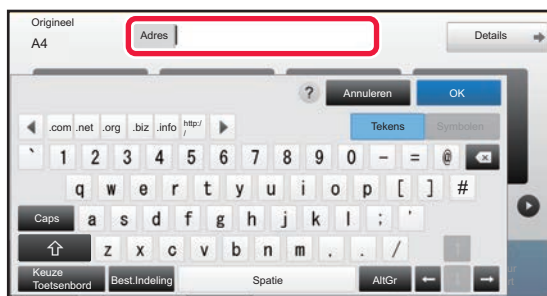 Origineel
A4
Adres
Details
?
Annuleren
OK
.com .net .org .biz .info http:/
/
Tekens
Symbolen
` 1 2 3 4 5 6 7 8 9 0 - = @
q w e r t y u i o p [ ] #
Caps a s d f g h j k l ; '
z x c v b n m , . /
Keuze
Toetsenbord
Best.Indeling
Spatie
AltGr